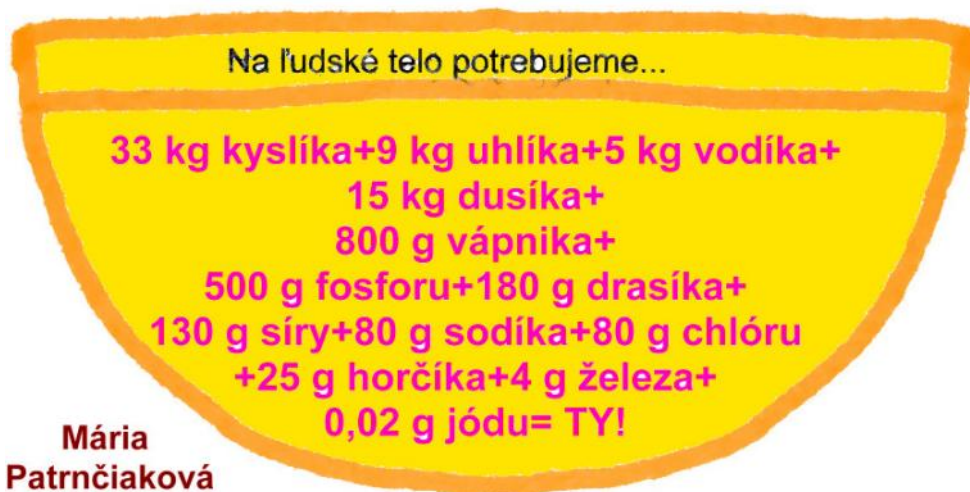 Na ľudské telo potrebujeme...
33 kg kyslíka+9 kg uhlíka+5 kg vodíka+
15 kg dusíka+
800 g vápnika+
500 g fosforu+180 g drasíka+
130 g síry+80 g sodíka+80 g chlóru
+25 g horčíka+4 g železa+
0,02 g jódu= TY!
Mária
Patrnčiaková